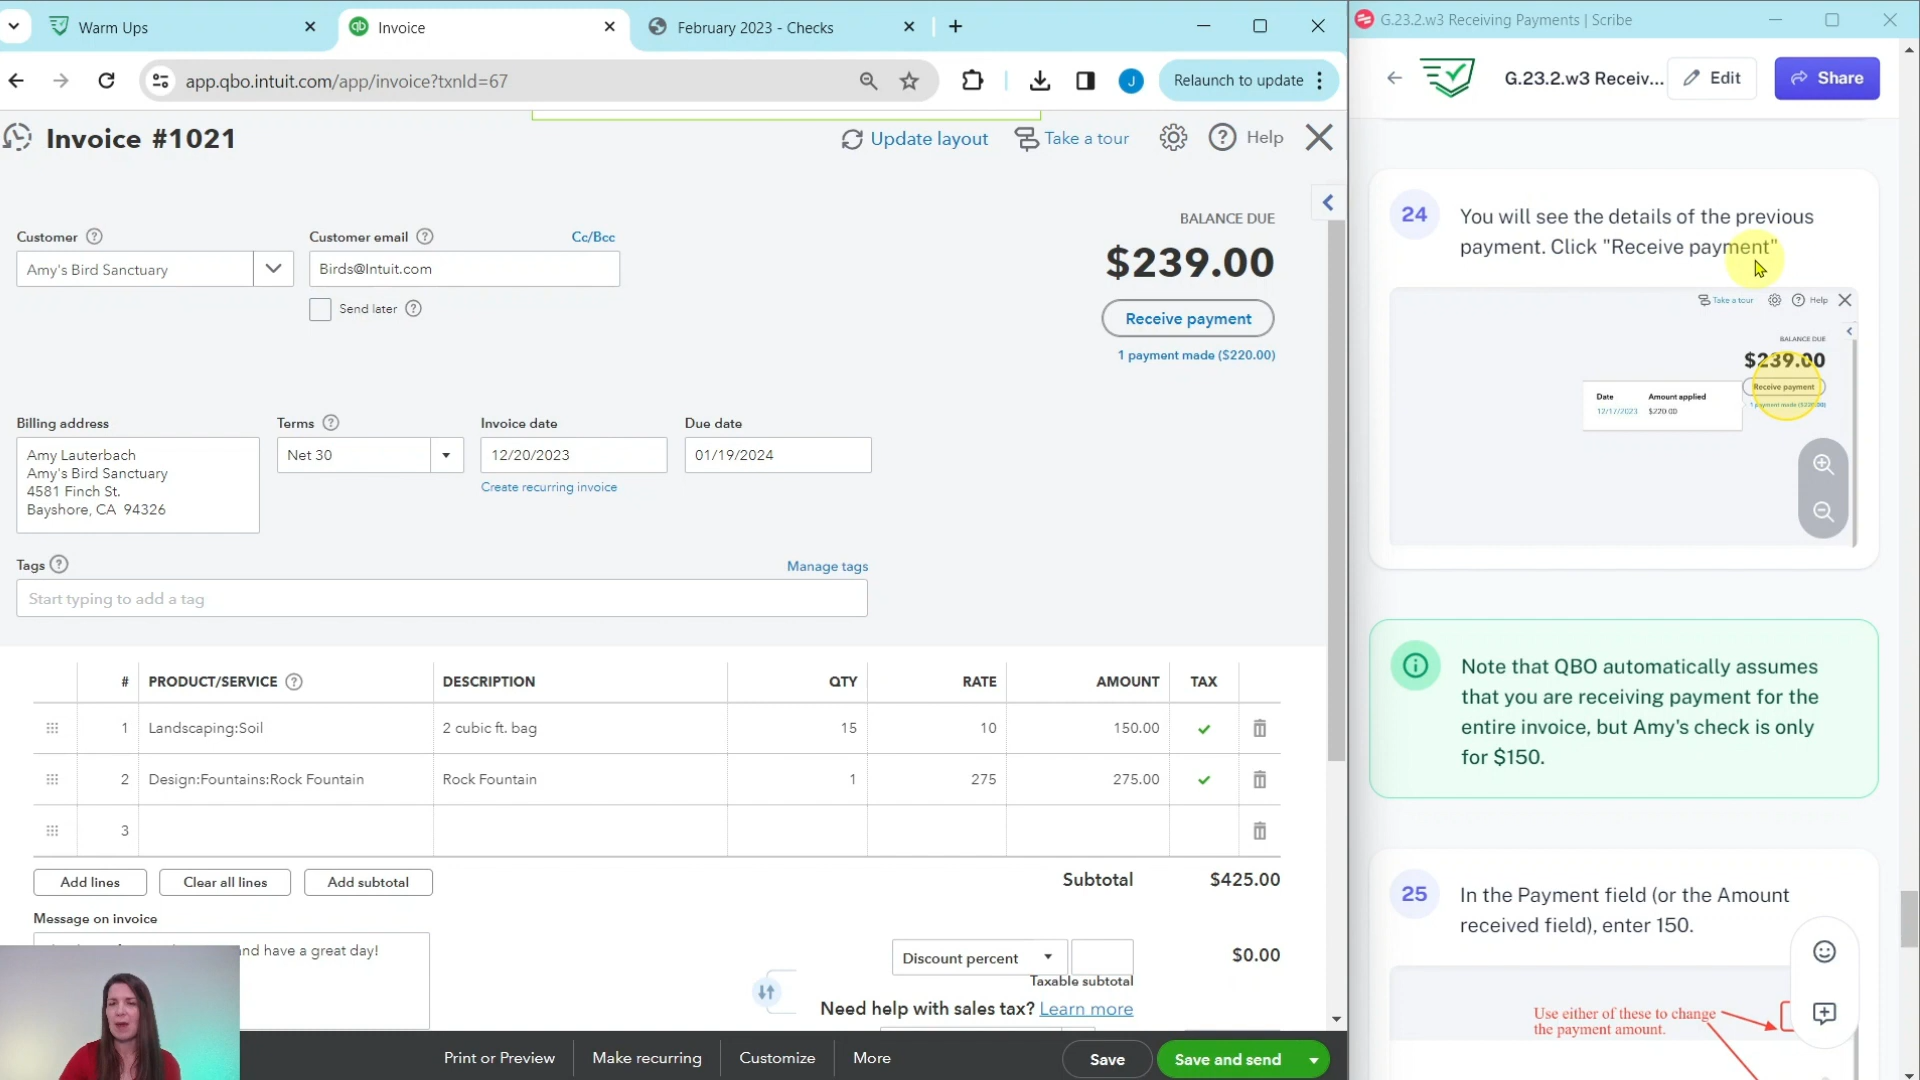 Warm Ups
Invoice
February 2023 - Checks
G.23.2.w3 Receiving Payments | Scribe
app.qbo.intuit.com/app/invoice?txnId=67
J
Relaunch to update
G.23.2.w3 Receiv...
Edit
Share
Invoice #1021
Update layout
Take a tour
Help
Customer
Customer email
Cc/Bcc
Amy's Bird Sanctuary
Birds@Intuit.com
Send later
BALANCE DUE
$239.00
Receive payment
1 payment made ($220.00)
Billing address
Terms
Invoice date
Due date
Amy Lauterbach
Amy's Bird Sanctuary
4581 Finch St.
Bayshore, CA 94326
Net 30
12/20/2023
01/19/2024
Create recurring invoice
Tags
Manage tags
Start typing to add a tag
# PRODUCT/SERVICE DESCRIPTION QTY RATE AMOUNT TAX
1 Landscaping:Soil 2 cubic ft. bag 15 10 150.00
2 Design:Fountains:Rock Fountain Rock Fountain 1 275 275.00
3
Add lines
Clear all lines
Add subtotal
Subtotal $425.00
Message on invoice
and have a great day!
Discount percent
$0.00
Taxable subtotal
Need help with sales tax? Learn more
Print or Preview
Make recurring
Customize
More
Save
Save and send
24
You will see the details of the previous
payment. Click "Receive payment"
Take a tour
Help
BALANCE DUE
$239.00
Receive payment
Date Amount applied
12/17/2023 $220.00
1 payment made ($220.00)
Note that QBO automatically assumes
that you are receiving payment for the
entire invoice, but Amy's check is only
for $150.
25
In the Payment field (or the Amount
received field), enter 150.
Use either of these to change
the payment amount.